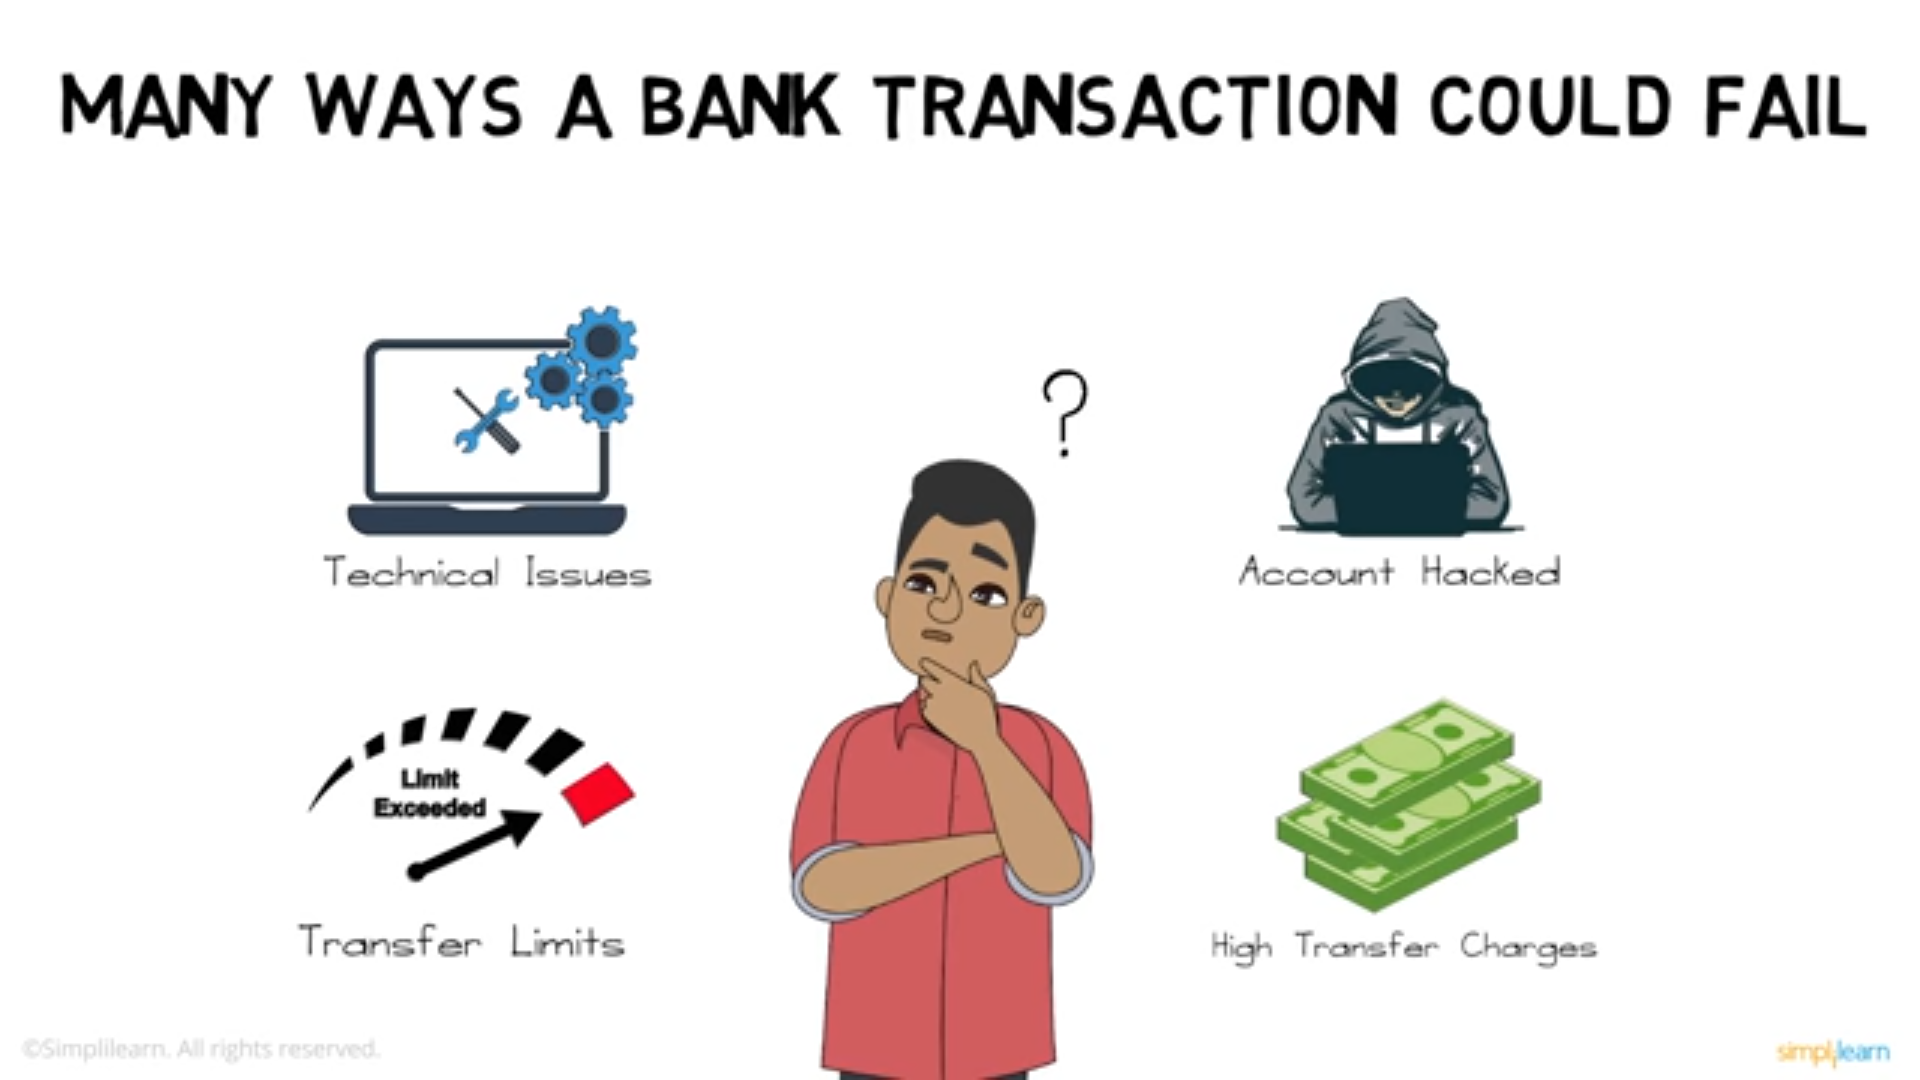 MANY WAYS A BANK TRANSACTION COULD FAIL
?
Technical Issues
Account Hacked
Limit
Exceeded
Transfer Limits
High Transfer Charges
©Simplilearn. All rights reserved.
simplilearn